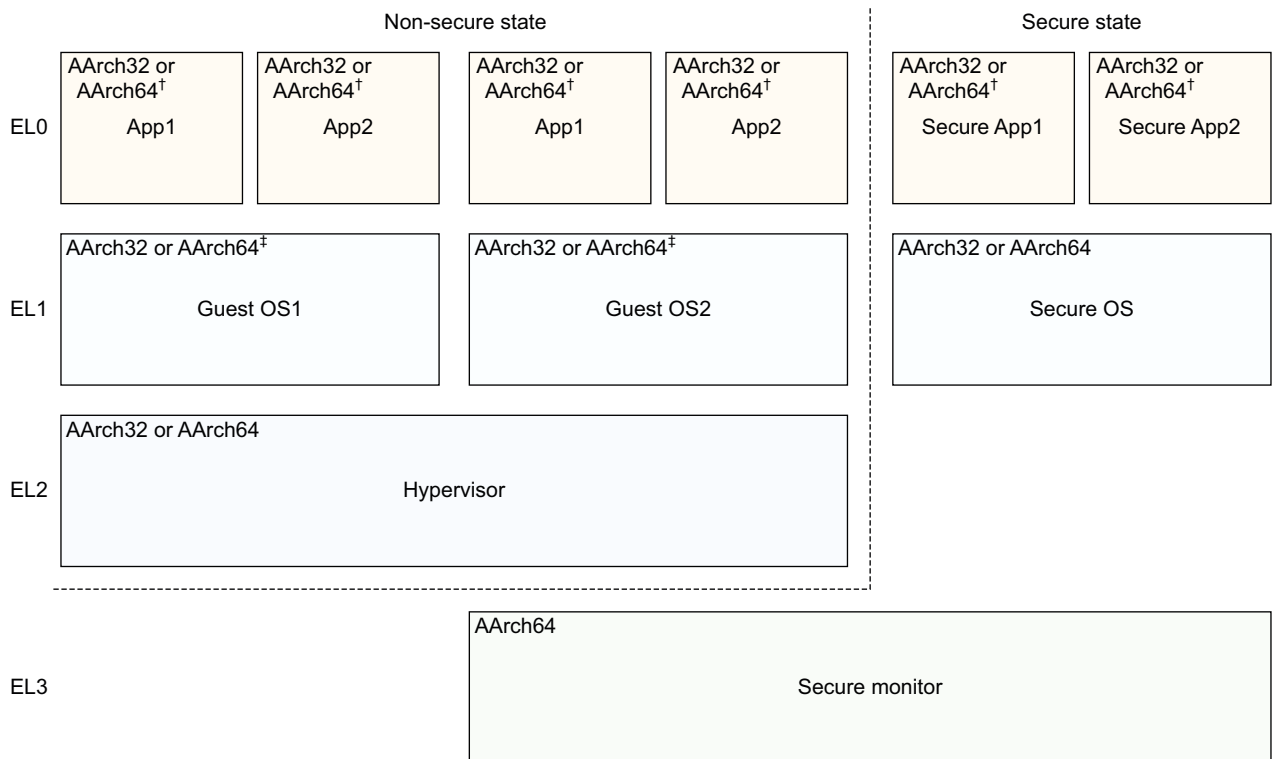 Non-secure state
Secure state
AArch32 or
AArch64†
App1
AArch32 or
AArch64†
App2
AArch32 or
AArch64†
App1
AArch32 or
AArch64†
App2
AArch32 or
AArch64†
Secure App1
AArch32 or
AArch64†
Secure App2
EL0
AArch32 or AArch64‡
Guest OS1
AArch32 or AArch64‡
Guest OS2
AArch32 or AArch64
Secure OS
EL1
AArch32 or AArch64
Hypervisor
EL2
AArch64
Secure monitor
EL3